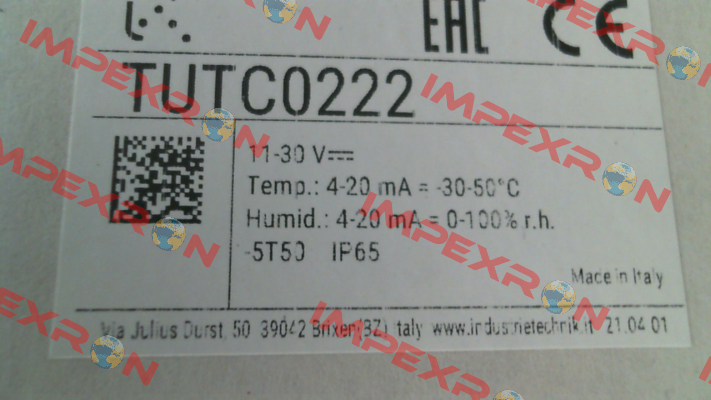 EAC CE
TUTC0222
11-30 V
Temp.: 4-20 mA = -30-50°C
Humid.: 4-20 mA = 0-100% r.h.
-5T50 IP65
Made in Italy
Via Julius Durst, 50 39042 Brixen(BZ) Italy www.industrietechnik.it 21.04.01
IMPEXRON